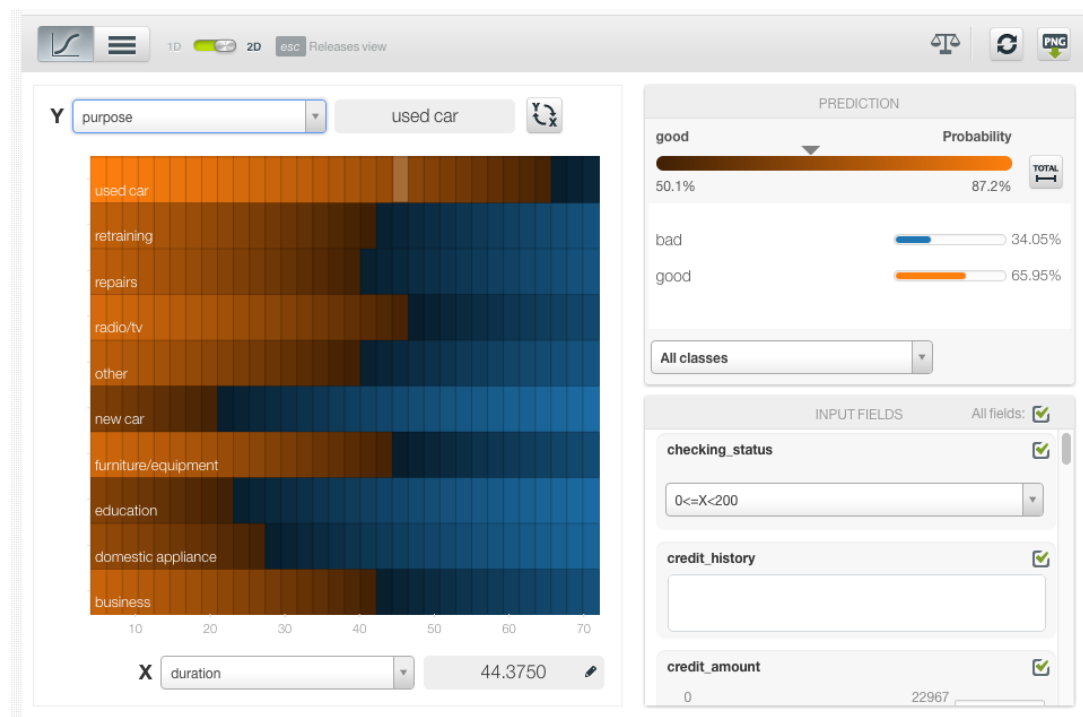 1D 2D esc Releases view PNG
Y purpose used car Y X
used car
retraining
repairs
radio/tv
other
new car
furniture/equipment
education
domestic appliance
business
10 20 30 40 50 60 70
X duration 44.3750
PREDICTION
good Probability
50.1% 87.2% TOTAL
bad 34.05%
good 65.95%
All classes
INPUT FIELDS All fields:
checking_status
0<=X<200
credit_history
credit_amount
0 22967